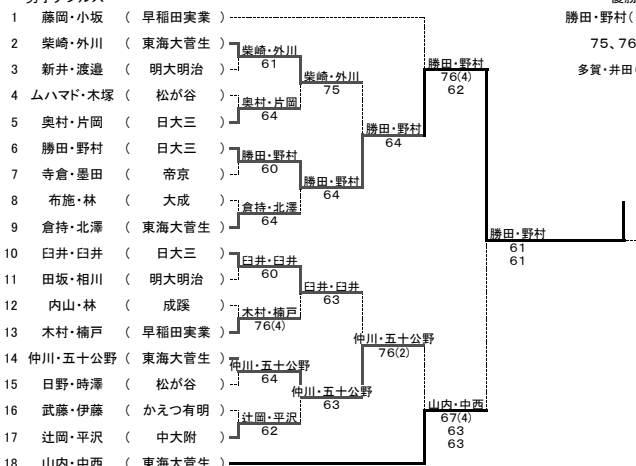 優勝
1 藤岡・小坂 ( 早稲田実業 )
勝田・野村(
2 柴崎・外川 ( 東海大菅生 )
柴崎・外川
61
75、76
3 新井・渡邉 ( 明大明治 )
柴崎・外川
75
勝田・野村
76(4)
62
多賀・井田(
4 ムハマド・木塚 ( 松が谷 )
奥村・片岡
64
5 奥村・片岡 ( 日大三 )
勝田・野村
64
6 勝田・野村 ( 日大三 )
勝田・野村
60
7 寺倉・墨田 ( 帝京 )
勝田・野村
64
8 布施・林 ( 大成 )
倉持・北澤
64
9 倉持・北澤 ( 東海大菅生 )
勝田・野村
61
61
10 臼井・臼井 ( 日大三 )
臼井・臼井
60
11 田坂・相川 ( 明大明治 )
臼井・臼井
63
12 内山・林 ( 成蹊 )
木村・楠戸
76(4)
13 木村・楠戸 ( 早稲田実業 )
仲川・五十公野
76(2)
14 仲川・五十公野 ( 東海大菅生 )
仲川・五十公野
64
15 日野・時澤 ( 松が谷 )
仲川・五十公野
63
16 武藤・伊藤 ( かえつ有明 )
辻岡・平沢
62
山内・中西
67(4)
63
63
17 辻岡・平沢 ( 中大附 )
18 山内・中西 ( 東海大菅生 )